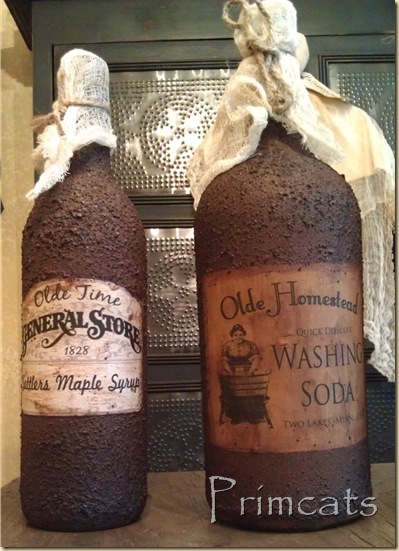 Olde Time
GENERAL STORE
1828
Settlers Maple Syrup
Olde Homestead
QUICK DISSOLVE
WASHING
SODA
TWO LAKES, MINN.
Primcats